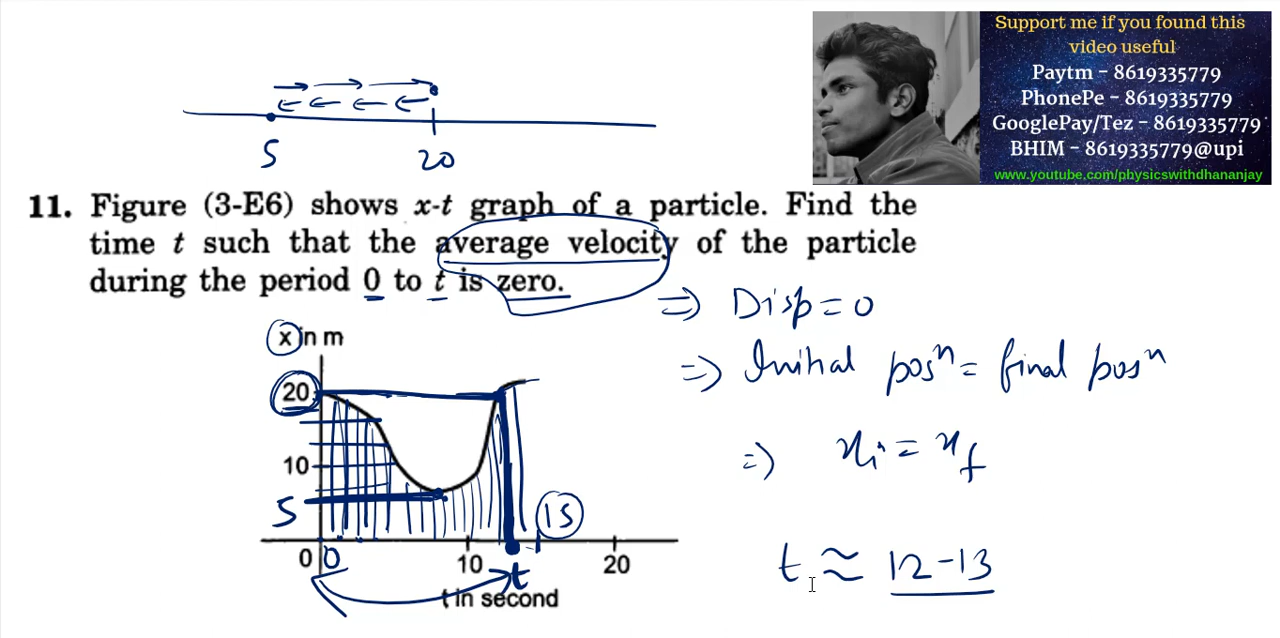 Support me if you found this
video useful
Paytm – 8619335779
PhonePe – 8619335779
GooglePay/Tez – 8619335779
BHIM – 8619335779@upi
www.youtube.com/physicswithdhananjay
5 20
11. Figure (3-E6) shows x-t graph of a particle. Find the
time t such that the average velocity of the particle
during the period 0 to t is zero.
⇒ Disp = 0
⇒ Initial posⁿ = final posⁿ
⇒ xᵢ = x_f
t ≈ 12-13
x in m
20
10
5
15
0 0 10 t 20
t in second